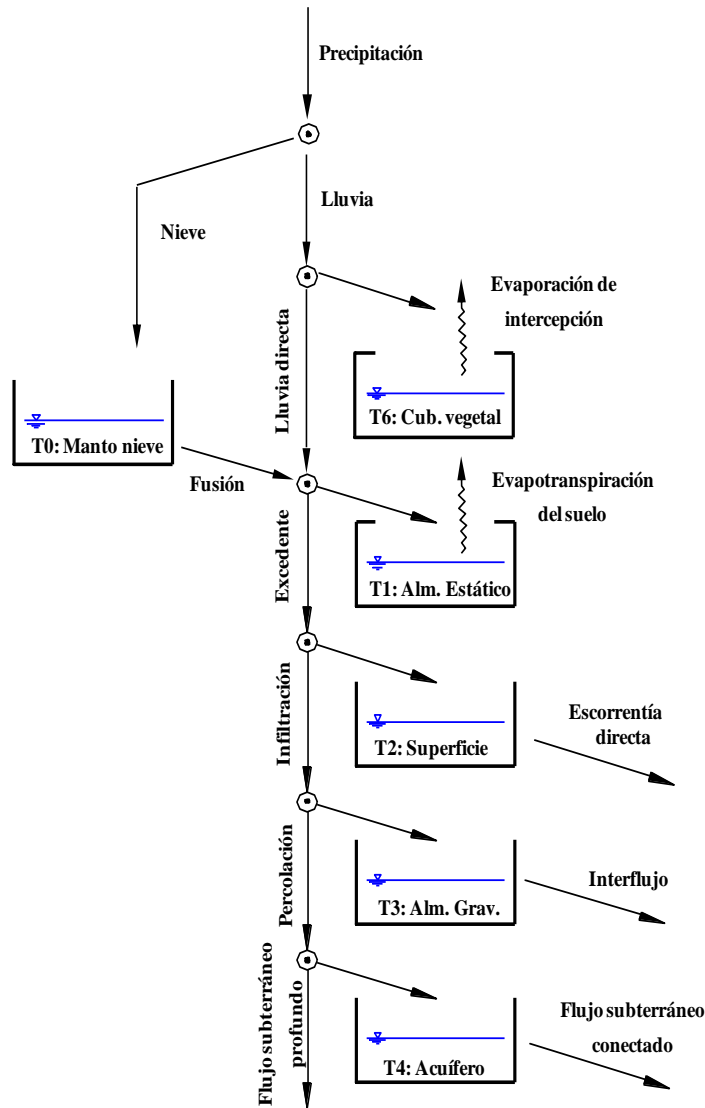 Precipitación
Lluvia
Nieve
Evaporación de
intercepción
Lluvia directa
T6: Cub. vegetal
T0: Manto nieve
Fusión
Evapotranspiración
del suelo
Excedente
T1: Alm. Estático
Infiltración
Escorrentía
directa
T2: Superficie
Percolación
Interflujo
T3: Alm. Grav.
Flujo subterráneo
profundo
Flujo subterráneo
conectado
T4: Acuífero